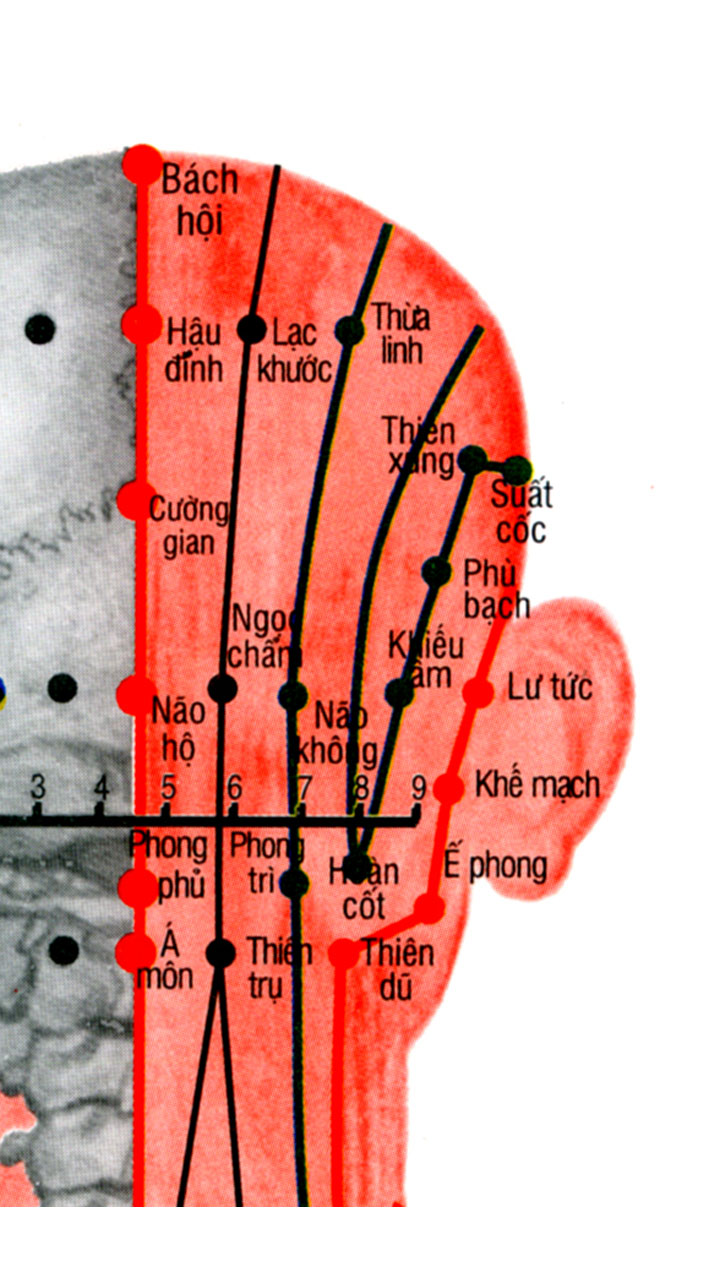 Bách
hội
Hậu
đỉnh
Lạc
khước
Thừa
linh
Thiên
xung
Suất
cốc
Cường
gian
Phù
bạch
Ngọc
chẩm
Khiếu
âm
Lư tức
Não
hộ
Não
không
3 4 5 6 7 8 9
Khế mạch
Phong
phủ
Phong
trì
Hoàn
cốt
Ế phong
Á
môn
Thiên
trụ
Thiên
dũ